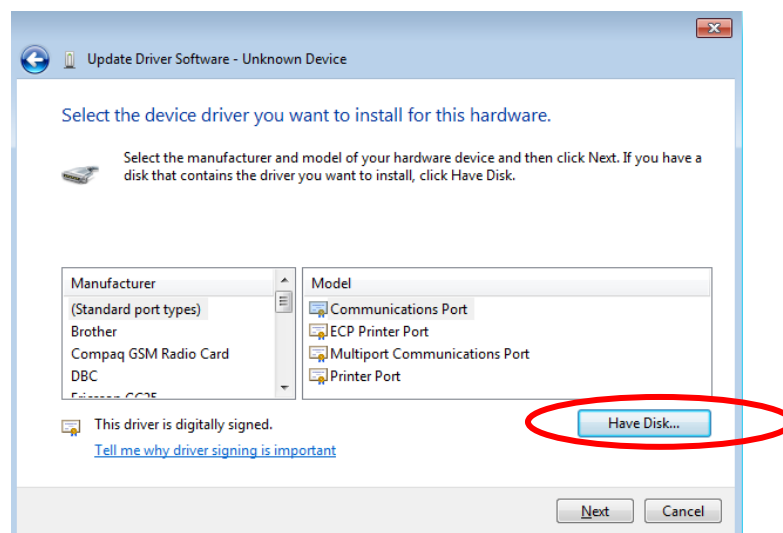 Update Driver Software - Unknown Device
Select the device driver you want to install for this hardware.
Select the manufacturer and model of your hardware device and then click Next. If you have a
disk that contains the driver you want to install, click Have Disk.
Manufacturer
(Standard port types)
Brother
Compaq GSM Radio Card
DBC
Model
Communications Port
ECP Printer Port
Multiport Communications Port
Printer Port
This driver is digitally signed.
Tell me why driver signing is important
Have Disk...
Next
Cancel